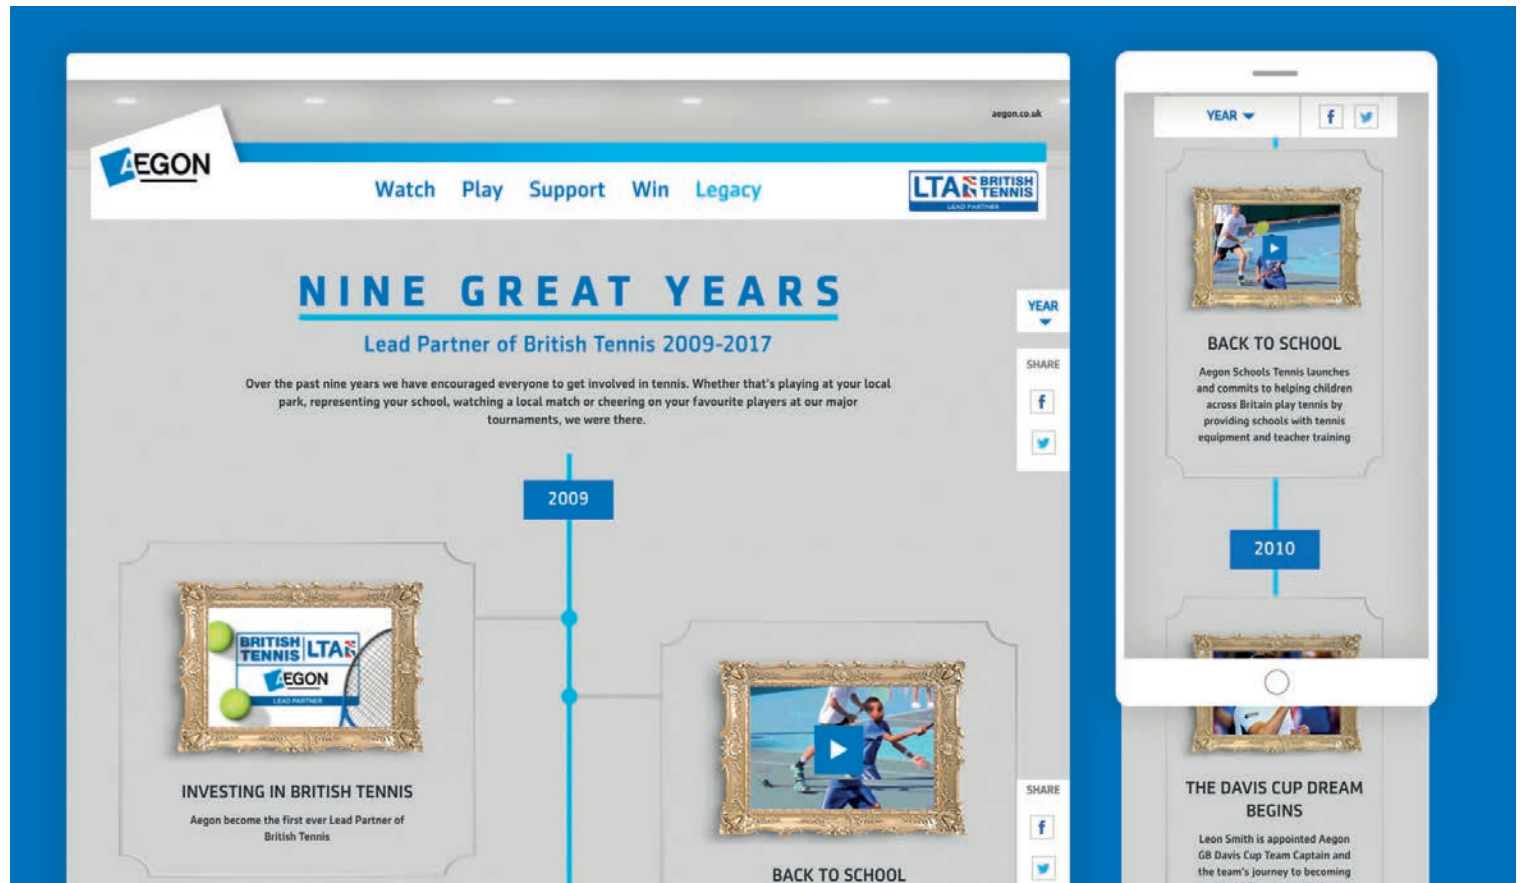 aegon.co.uk
AEGON
Watch Play Support Win Legacy
LTA BRITISH TENNIS
LEAD PARTNER
NINE GREAT YEARS
Lead Partner of British Tennis 2009-2017
Over the past nine years we have encouraged everyone to get involved in tennis. Whether that's playing at your local
park, representing your school, watching a local match or cheering on your favourite players at our major
tournaments, we were there.
YEAR
SHARE
2009
BRITISH
TENNIS LTA
AEGON
LEAD PARTNER
INVESTING IN BRITISH TENNIS
Aegon become the first ever Lead Partner of
British Tennis
BACK TO SCHOOL
SHARE
YEAR
BACK TO SCHOOL
Aegon Schools Tennis launches
and commits to helping children
across Britain play tennis by
providing schools with tennis
equipment and teacher training
2010
THE DAVIS CUP DREAM
BEGINS
Leon Smith is appointed Aegon
GB Davis Cup Team Captain and
the team's journey to becoming